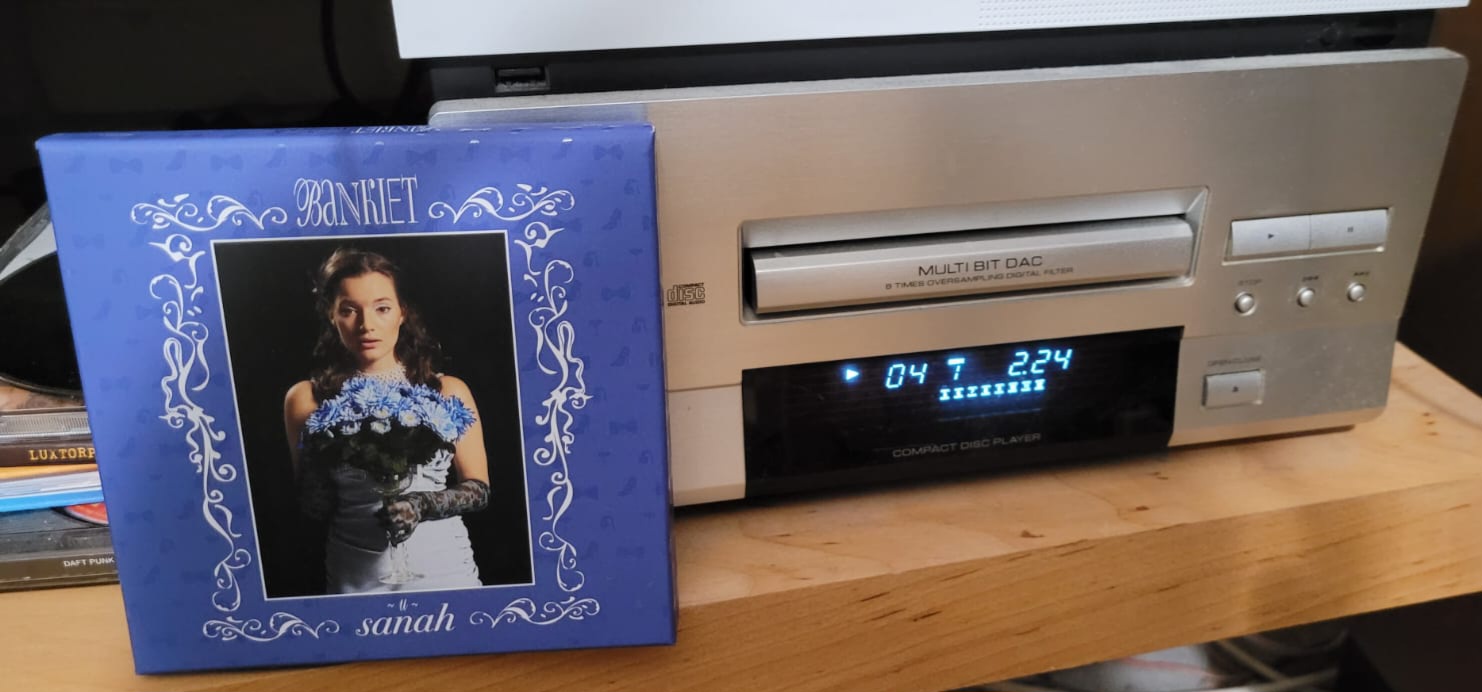 BANKIET
~u~
sanah
LUXTORP
DAFT PUNK
COMPACT
disc
DIGITAL AUDIO
MULTI BIT DAC
8 TIMES OVERSAMPLING DIGITAL FILTER
STOP
OPEN/CLOSE
04 T 2.24
COMPACT DISC PLAYER